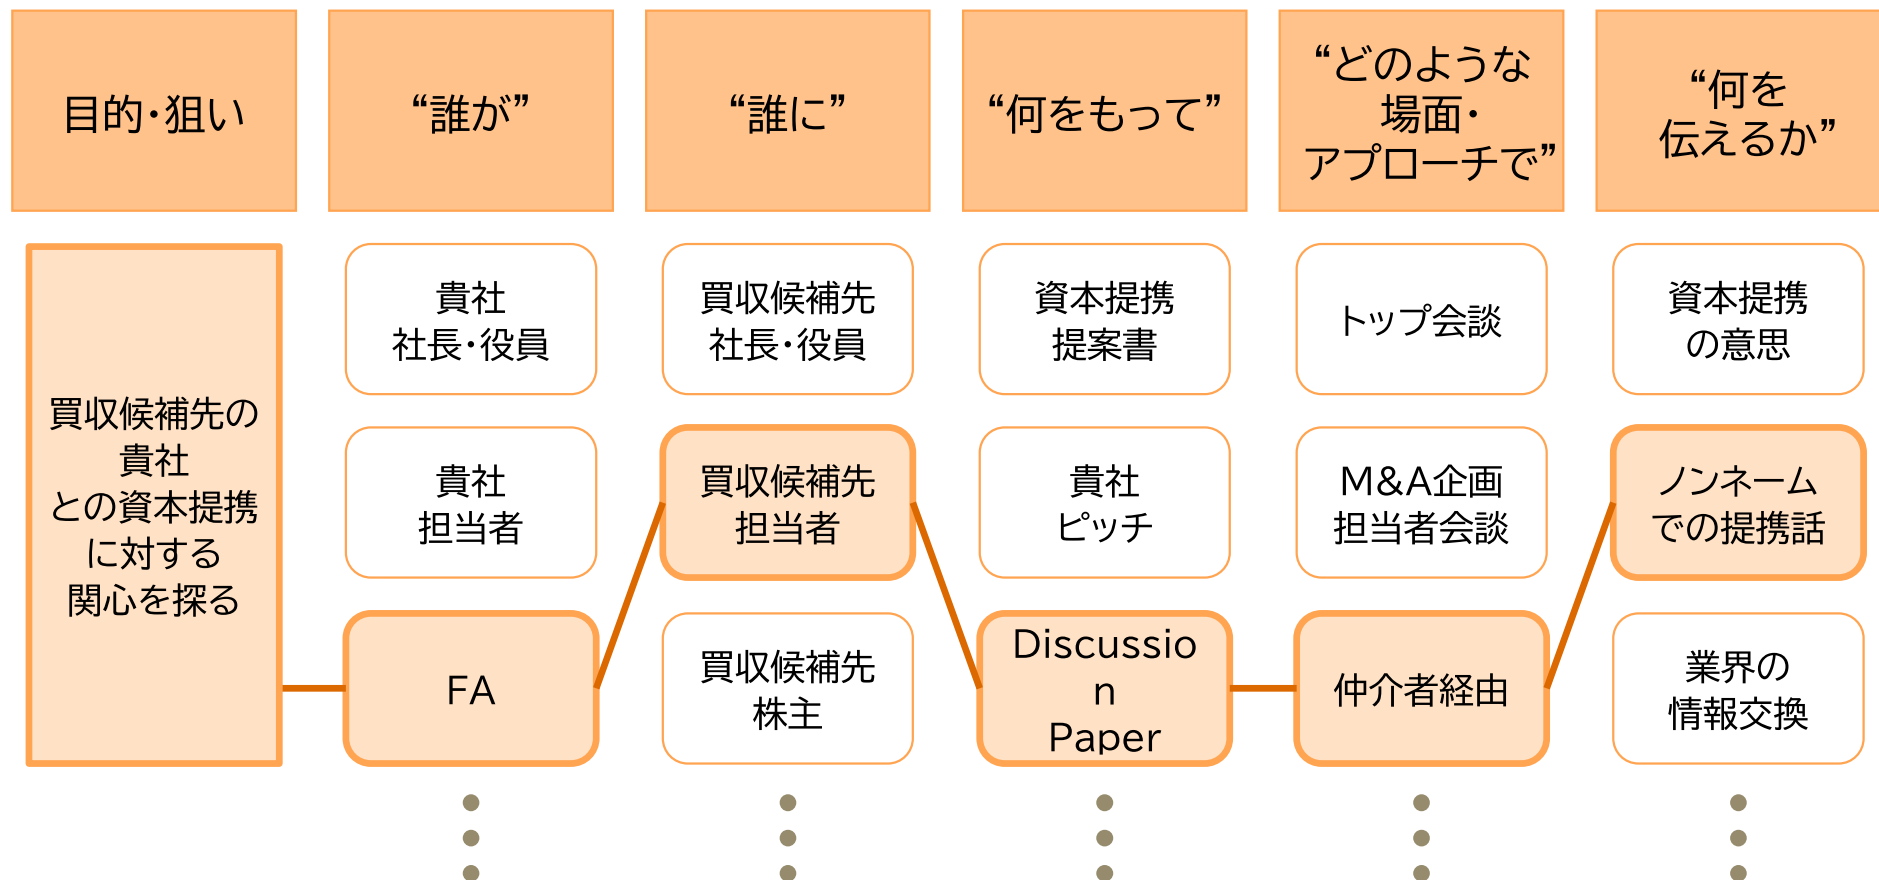 目的・狙い
“誰が”
“誰に”
“何をもって”
“どのような
場面・
アプローチで”
“何を
伝えるか”
買収候補先の
貴社
との資本提携
に対する
関心を探る
貴社
社長・役員
買収候補先
社長・役員
資本提携
提案書
トップ会談
資本提携
の意思
貴社
担当者
買収候補先
担当者
貴社
ピッチ
M&A企画
担当者会談
ノンネーム
での提携話
FA
買収候補先
株主
Discussio
n
Paper
仲介者経由
業界の
情報交換